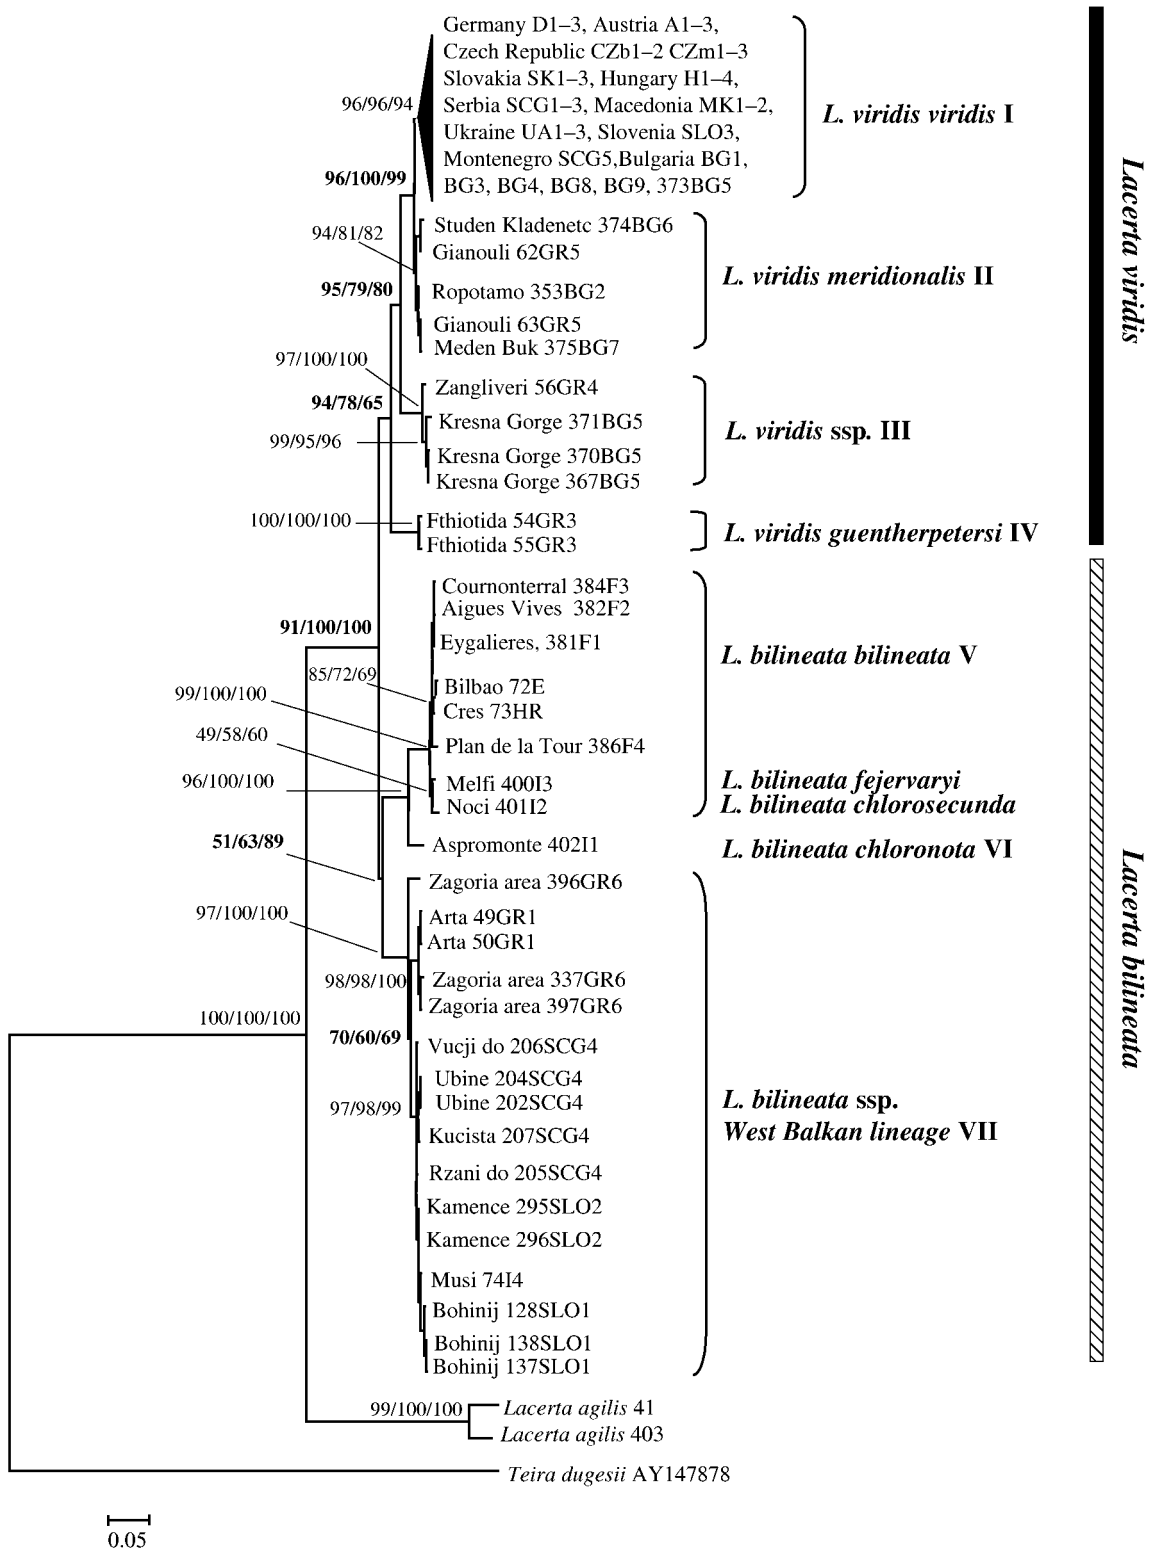 Germany D1–3, Austria A1–3,
Czech Republic CZb1–2 CZm1–3
Slovakia SK1–3, Hungary H1–4,
Serbia SCG1–3, Macedonia MK1–2,
Ukraine UA1–3, Slovenia SLO3,
Montenegro SCG5,Bulgaria BG1,
BG3, BG4, BG8, BG9, 373BG5
L. viridis viridis I
96/96/94
96/100/99
94/81/82
Studen Kladenetc 374BG6
Gianouli 62GR5
Ropotamo 353BG2
Gianouli 63GR5
Meden Buk 375BG7
L. viridis meridionalis II
95/79/80
97/100/100
Zangliveri 56GR4
Kresna Gorge 371BG5
Kresna Gorge 370BG5
Kresna Gorge 367BG5
L. viridis ssp. III
94/78/65
99/95/96
100/100/100
Fthiotida 54GR3
Fthiotida 55GR3
L. viridis guentherpetersi IV
Lacerta viridis
Cournonterral 384F3
Aigues Vives 382F2
Eygalieres, 381F1
Bilbao 72E
Cres 73HR
Plan de la Tour 386F4
Melfi 400I3
Noci 401I2
L. bilineata bilineata V
L. bilineata fejervaryi
L. bilineata chlorosecunda
91/100/100
85/72/69
99/100/100
49/58/60
96/100/100
51/63/89
Aspromonte 402I1
L. bilineata chloronota VI
Zagoria area 396GR6
Arta 49GR1
Arta 50GR1
Zagoria area 337GR6
Zagoria area 397GR6
Vucji do 206SCG4
Ubine 204SCG4
Ubine 202SCG4
Kucista 207SCG4
Rzani do 205SCG4
Kamence 295SLO2
Kamence 296SLO2
Musi 74I4
Bohinij 128SLO1
Bohinij 138SLO1
Bohinij 137SLO1
97/100/100
98/98/100
70/60/69
97/98/99
L. bilineata ssp.
West Balkan lineage VII
Lacerta bilineata
100/100/100
99/100/100
Lacerta agilis 41
Lacerta agilis 403
Teira dugesii AY147878
0.05